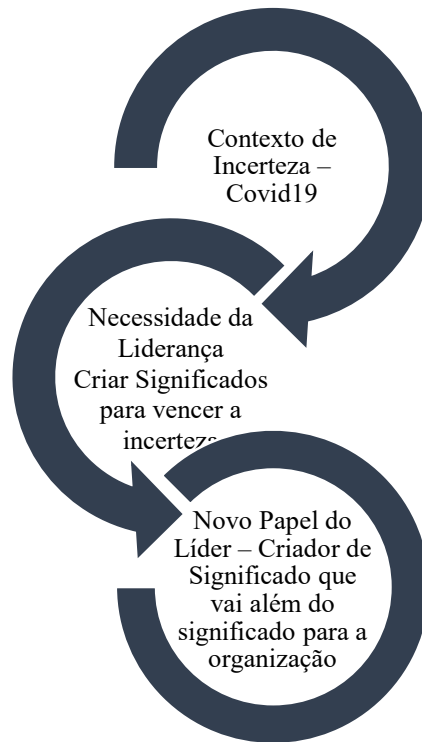 Contexto de
Incerteza –
Covid19
Necessidade da
Liderança
Criar Significados
para vencer a
incerteza
Novo Papel do
Líder – Criador de
Significado que
vai além do
significado para a
organização